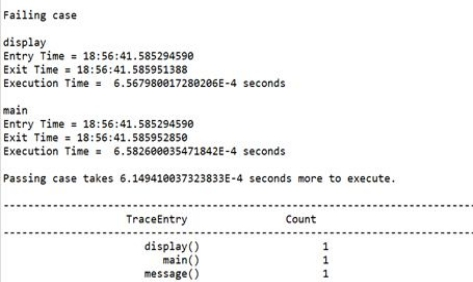 Failing case
display
Entry Time = 18:56:41.585294590
Exit Time = 18:56:41.585951388
Execution Time =  6.567980017280206E-4 seconds
main
Entry Time = 18:56:41.585294590
Exit Time = 18:56:41.585952850
Execution Time =  6.582600035471842E-4 seconds
Passing case takes 6.149410037323833E-4 seconds more to execute.
TraceEntry Count
display() 1
main() 1
message() 1